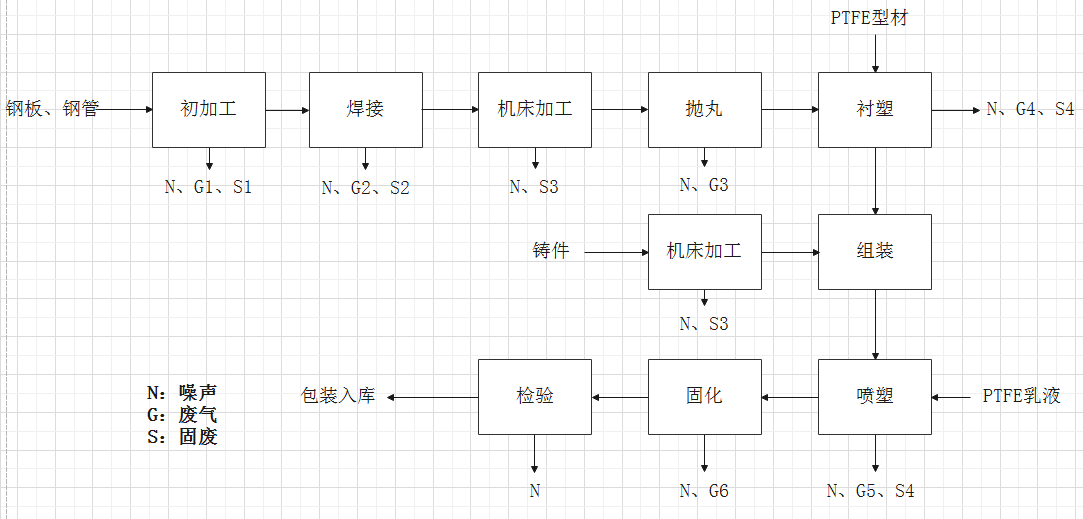 PTFE型材
钢板、钢管
初加工
焊接
机床加工
抛丸
衬塑
N、G4、S4
N、G1、S1
N、G2、S2
N、S3
N、G3
铸件
机床加工
组装
N、S3
包装入库
检验
固化
喷塑
PTFE乳液
N：噪声
G：废气
S：固废
N
N、G6
N、G5、S4